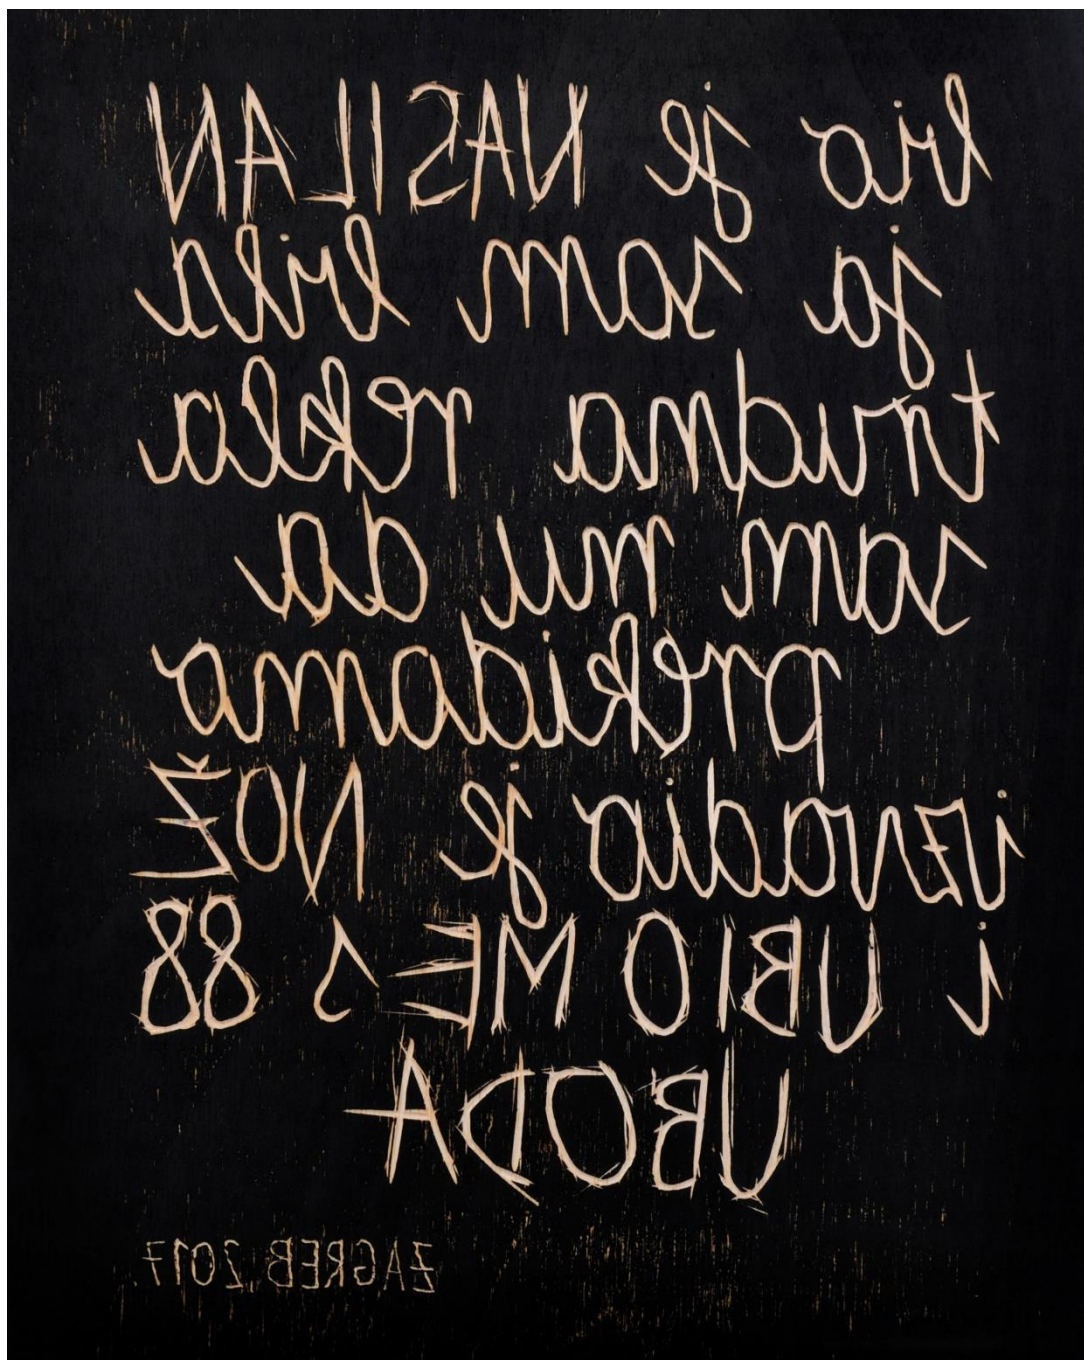 bio je NASILAN
ja sam bila
trudna rekla
sam mu da
prekidamo
izvadio je NOŽ
i UBIO ME s 88
UBODA
ZAGREB 2017.